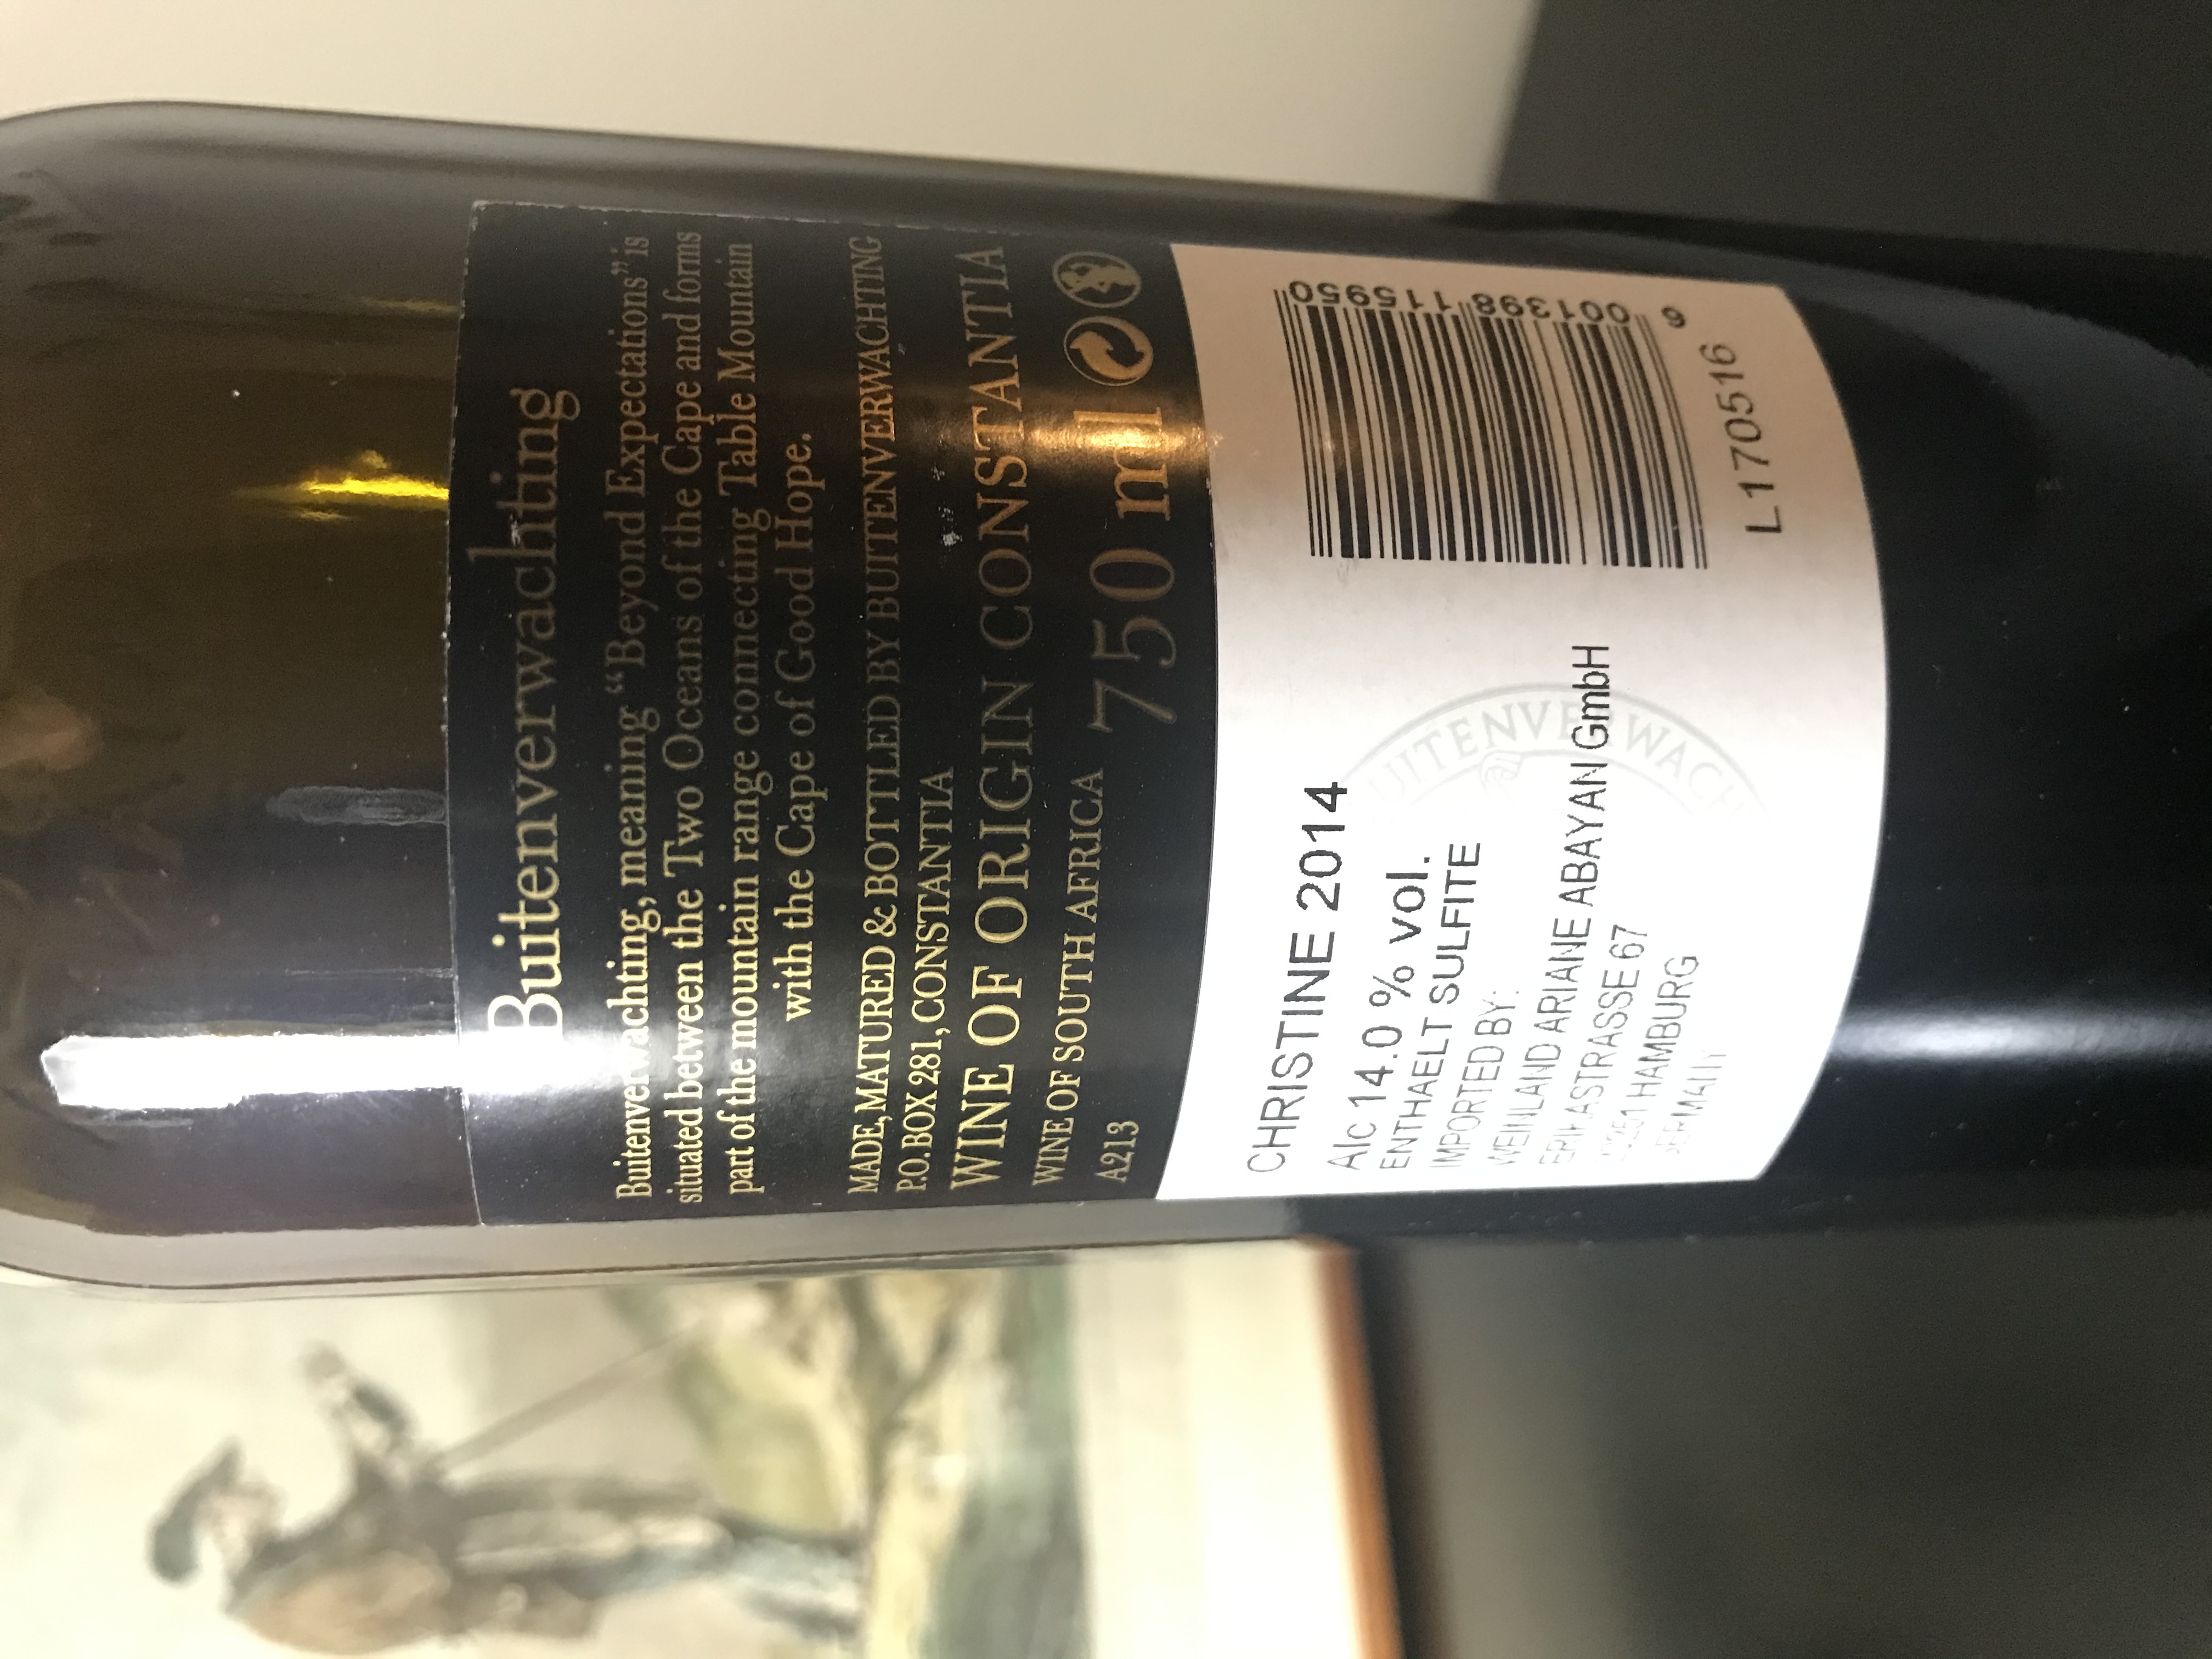 Buitenverwachting
Buitenverwachting, meaning “Beyond Expectations” is
situated between the Two Oceans of the Cape and forms
part of the mountain range connecting Table Mountain
with the Cape of Good Hope.
MADE, MATURED & BOTTLED BY BUITENVERWACHTING
P.O. BOX 281, CONSTANTIA
WINE OF ORIGIN CONSTANTIA
WINE OF SOUTH AFRICA 750 ml
A213
CHRISTINE 2014
Alc 14.0 % vol.
ENTHAELT SULFITE
IMPORTED BY:
WEINLAND ARIANE ABAYAN GmbH
67
HAMBURG
UITENVERWACH
6 001398 115950
L170516